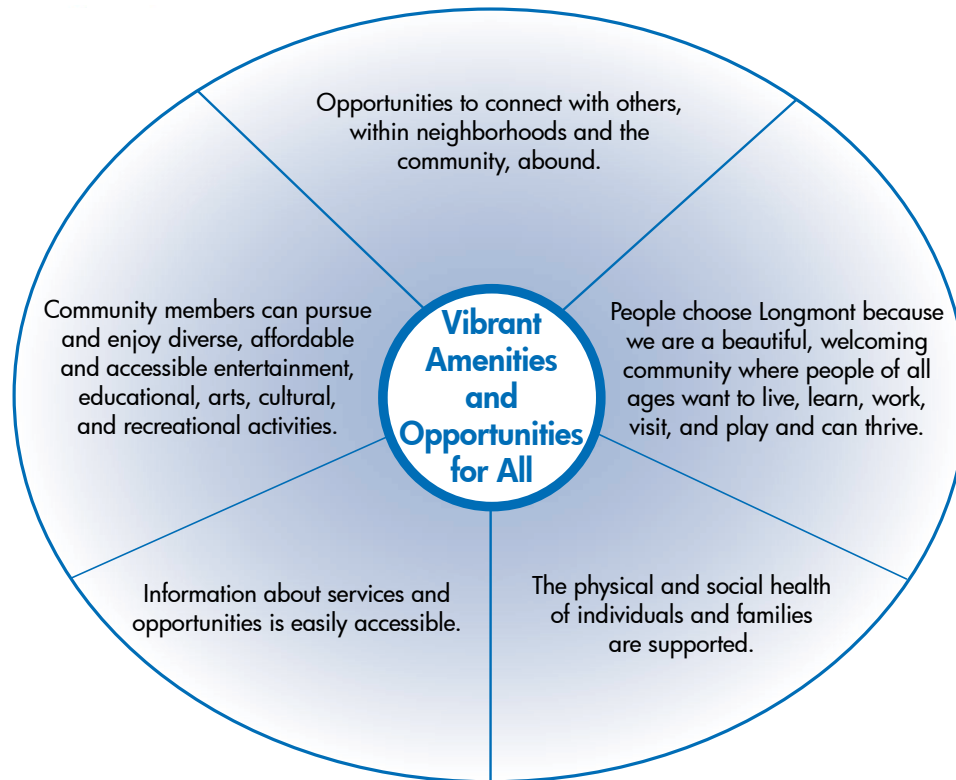 Opportunities to connect with others,
within neighborhoods and the
community, abound.
Community members can pursue
and enjoy diverse, affordable
and accessible entertainment,
educational, arts, cultural,
and recreational activities.
Vibrant
Amenities
and
Opportunities
for All
People choose Longmont because
we are a beautiful, welcoming
community where people of all
ages want to live, learn, work,
visit, and play and can thrive.
Information about services and
opportunities is easily accessible.
The physical and social health
of individuals and families
are supported.